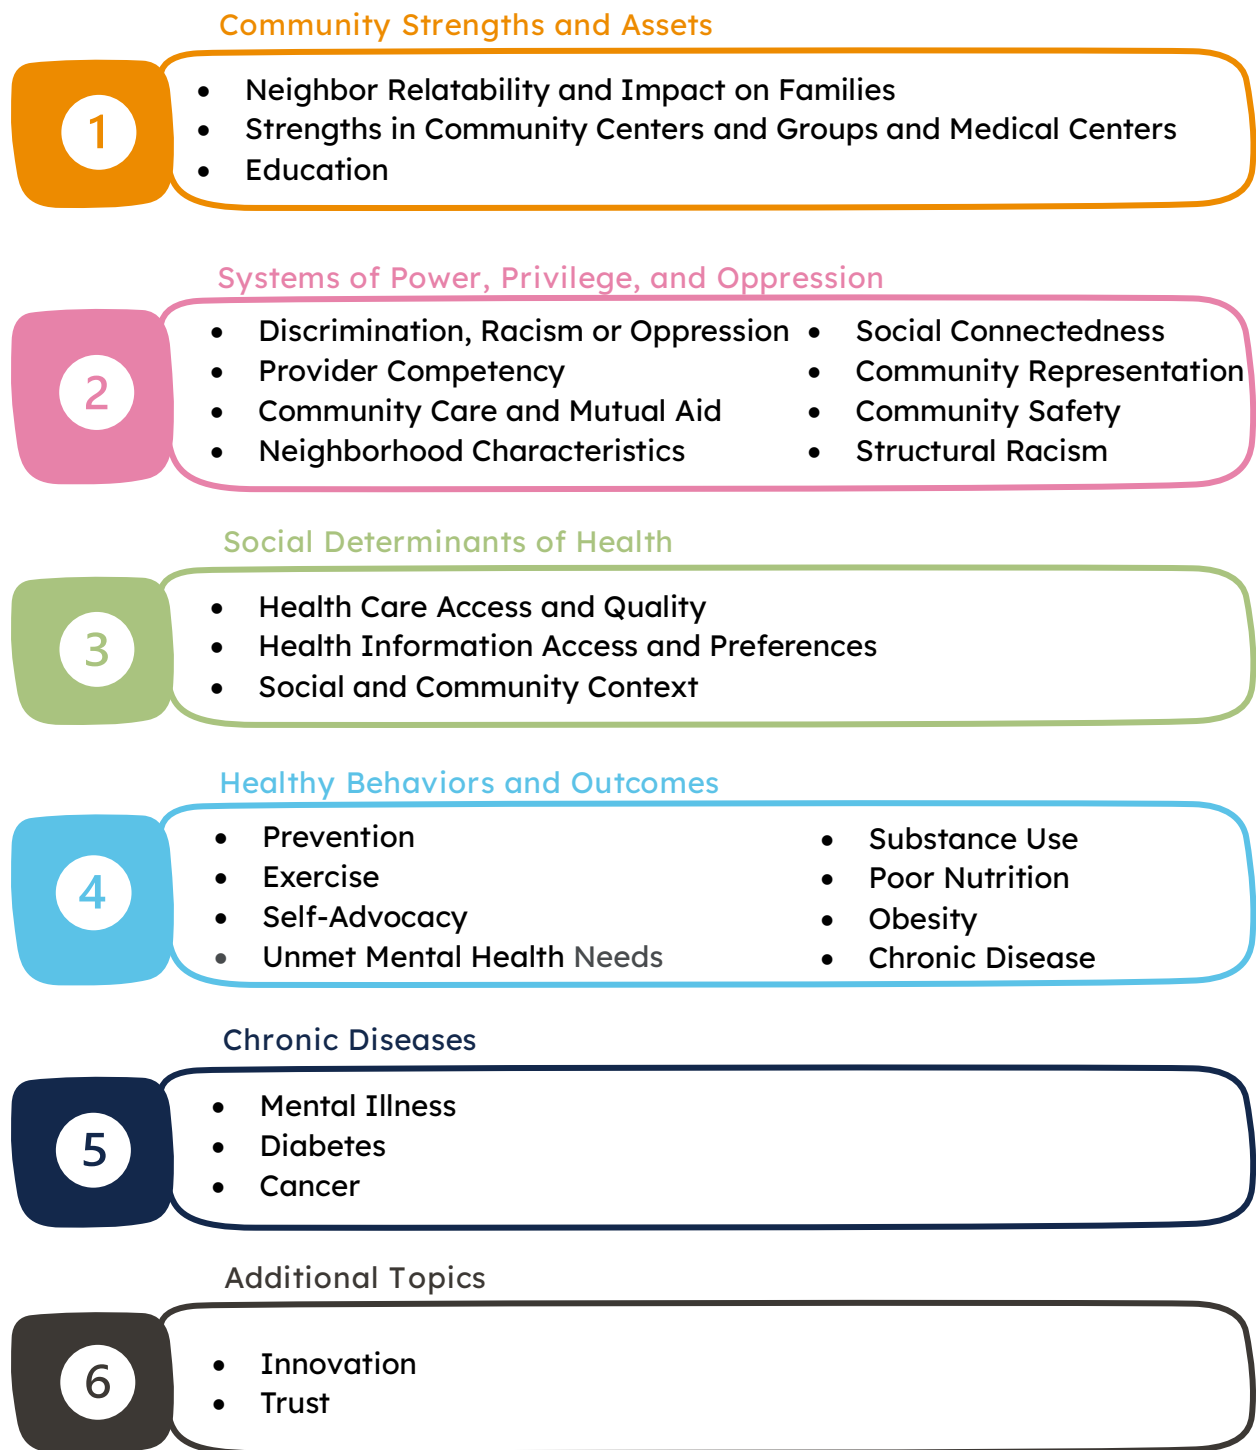 Community Strengths and Assets
1
• Neighbor Relatability and Impact on Families
• Strengths in Community Centers and Groups and Medical Centers
• Education
Systems of Power, Privilege, and Oppression
2
• Discrimination, Racism or Oppression
• Provider Competency
• Community Care and Mutual Aid
• Neighborhood Characteristics
• Social Connectedness
• Community Representation
• Community Safety
• Structural Racism
Social Determinants of Health
3
• Health Care Access and Quality
• Health Information Access and Preferences
• Social and Community Context
Healthy Behaviors and Outcomes
4
• Prevention
• Exercise
• Self-Advocacy
• Unmet Mental Health Needs
• Substance Use
• Poor Nutrition
• Obesity
• Chronic Disease
Chronic Diseases
5
• Mental Illness
• Diabetes
• Cancer
Additional Topics
6
• Innovation
• Trust